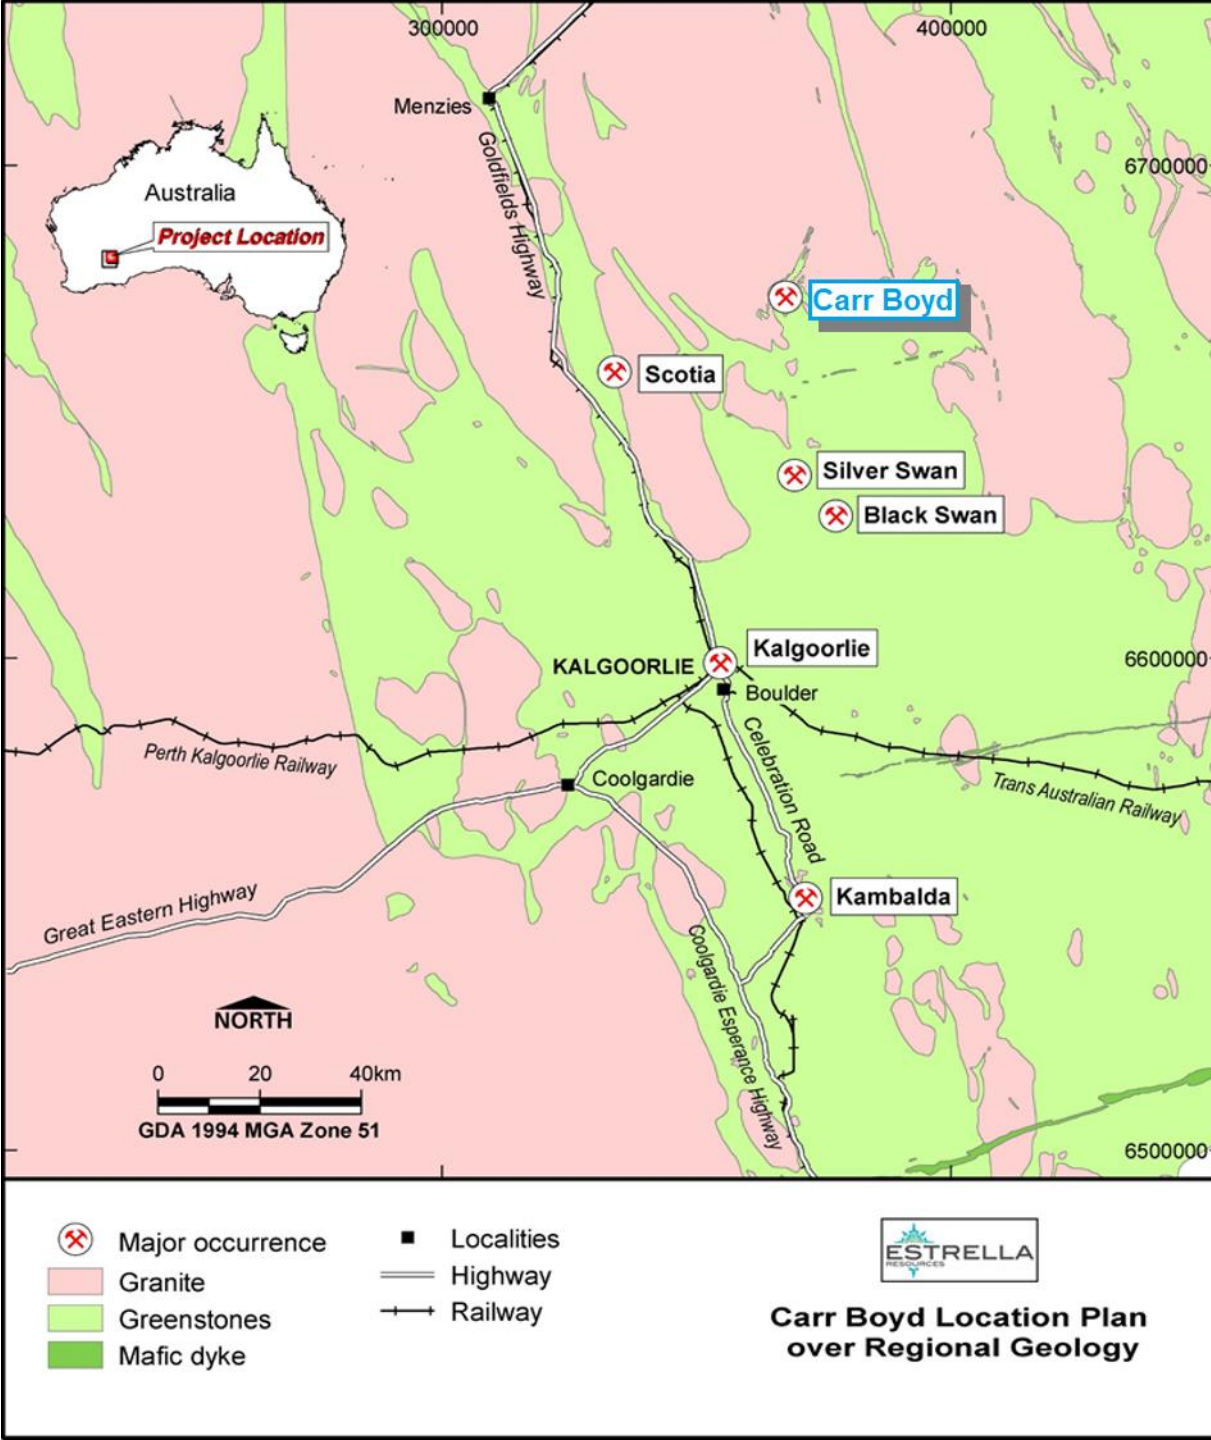 300000
400000
Menzies
Goldfields Highway
6700000
Australia
Project Location
Carr Boyd
Scotia
Silver Swan
Black Swan
Kalgoorlie
KALGOORLIE
6600000
Boulder
Perth Kalgoorlie Railway
Celebration Road
Trans Australian Railway
Coolgardie
Great Eastern Highway
Kambalda
Coolgardie Esperance Highway
NORTH
0 20 40km
GDA 1994 MGA Zone 51
6500000
Major occurrence
Granite
Greenstones
Mafic dyke
Localities
Highway
Railway
ESTRELLA
RESOURCES
Carr Boyd Location Plan
over Regional Geology